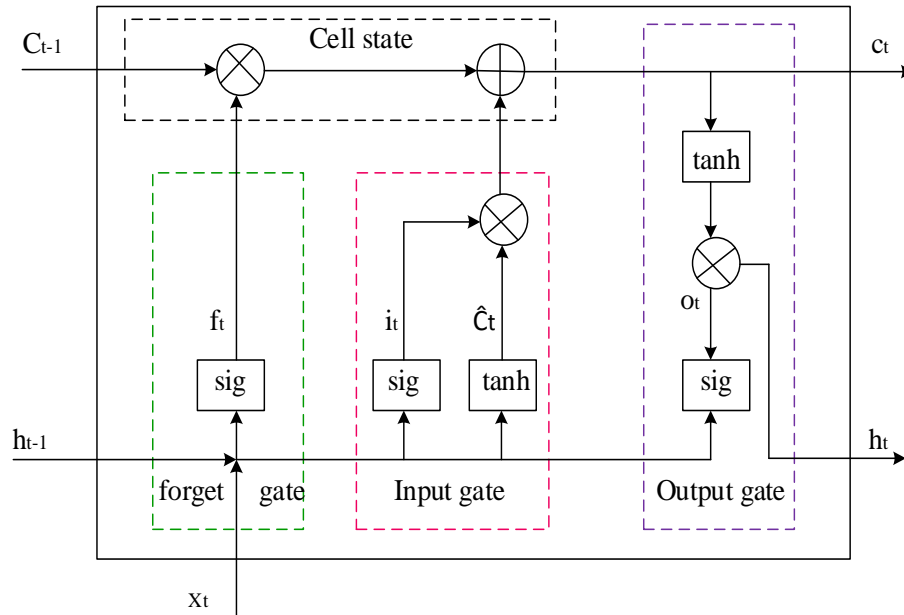 Cell state
Ct-1
ct
tanh
ft
it
Ĉt
ot
sig
sig
tanh
sig
ht-1
ht
forget gate
Input gate
Output gate
xt